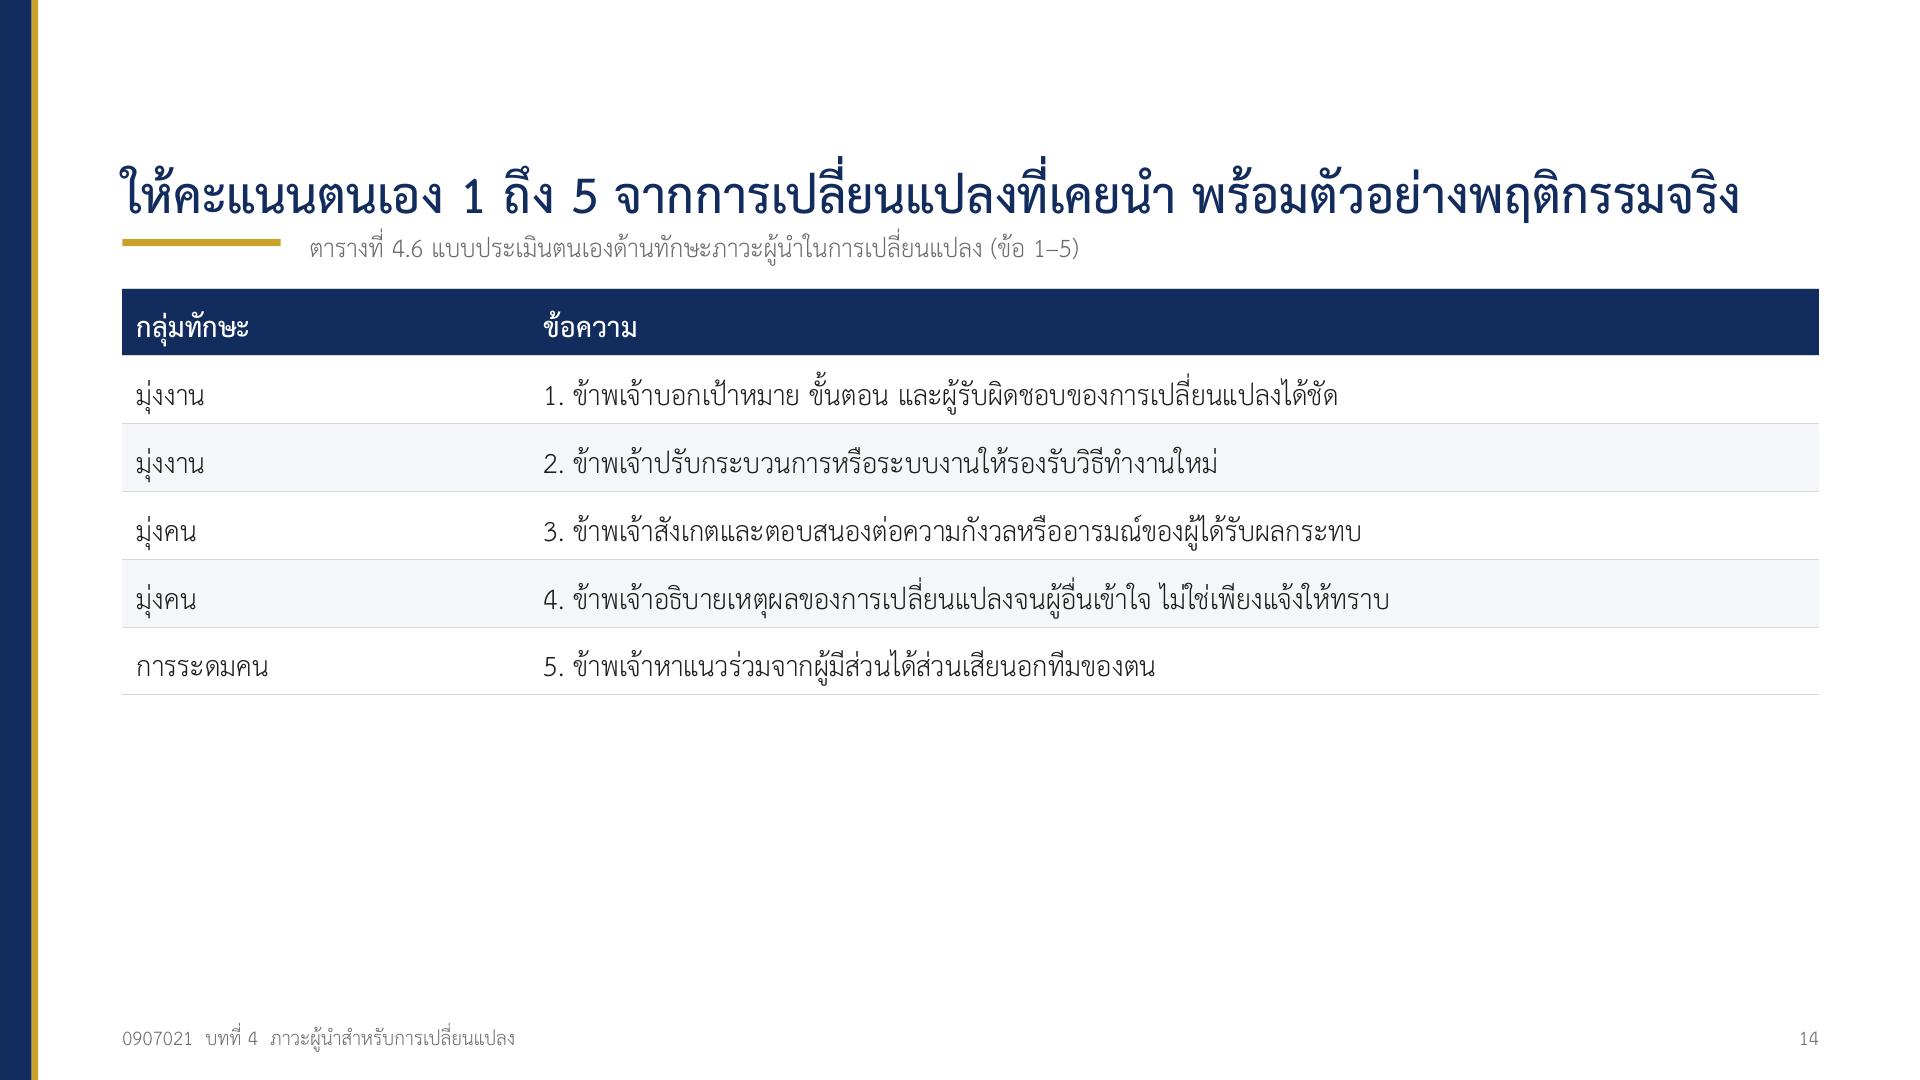 ให้คะแนนตนเอง 1 ถึง 5 จากการเปลี่ยนแปลงที่เคยนำ พร้อมตัวอย่างพฤติกรรมจริง
ตารางที่ 4.6 แบบประเมินตนเองด้านทักษะภาวะผู้นำในการเปลี่ยนแปลง (ข้อ 1–5)
กลุ่มทักษะ ข้อความ
มุ่งงาน 1. ข้าพเจ้าบอกเป้าหมาย ขั้นตอน และผู้รับผิดชอบของการเปลี่ยนแปลงได้ชัด
มุ่งงาน 2. ข้าพเจ้าปรับกระบวนการหรือระบบงานให้รองรับวิธีทำงานใหม่
มุ่งคน 3. ข้าพเจ้าสังเกตและตอบสนองต่อความกังวลหรืออารมณ์ของผู้ได้รับผลกระทบ
มุ่งคน 4. ข้าพเจ้าอธิบายเหตุผลของการเปลี่ยนแปลงจนผู้อื่นเข้าใจ ไม่ใช่เพียงแจ้งให้ทราบ
การระดมคน 5. ข้าพเจ้าหาแนวร่วมจากผู้มีส่วนได้ส่วนเสียนอกทีมของตน
0907021 บทที่ 4 ภาวะผู้นำสำหรับการเปลี่ยนแปลง 14